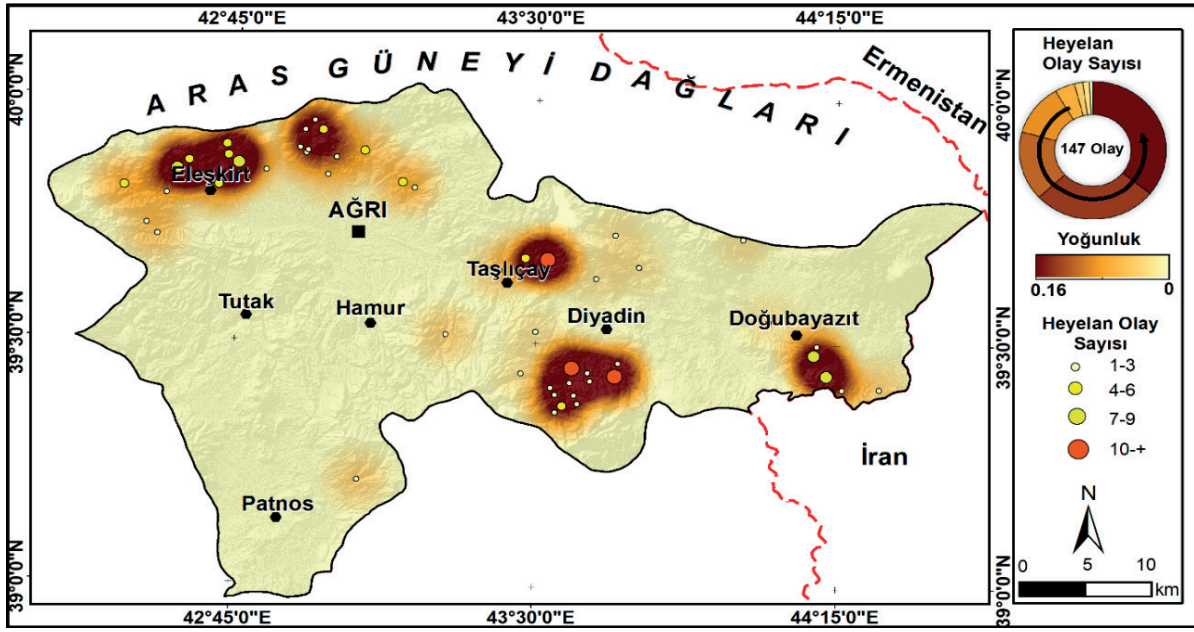 42°45'0"E 43°30'0"E 44°15'0"E
40°0'0"N
40°0'0"N
39°30'0"N
39°30'0"N
39°0'0"N
39°0'0"N
42°45'0"E 43°30'0"E 44°15'0"E
ARAS GÜNEYİ DAĞLARI
Ermenistan
Eleşkirt
AĞRI
Taşlıçay
Tutak
Hamur
Diyadin
Doğubayazıt
Patnos
İran
Heyelan
Olay Sayısı
147 Olay
Yoğunluk
0.16 0
Heyelan Olay
Sayısı
1-3
4-6
7-9
10-+
N
0 5 10
km